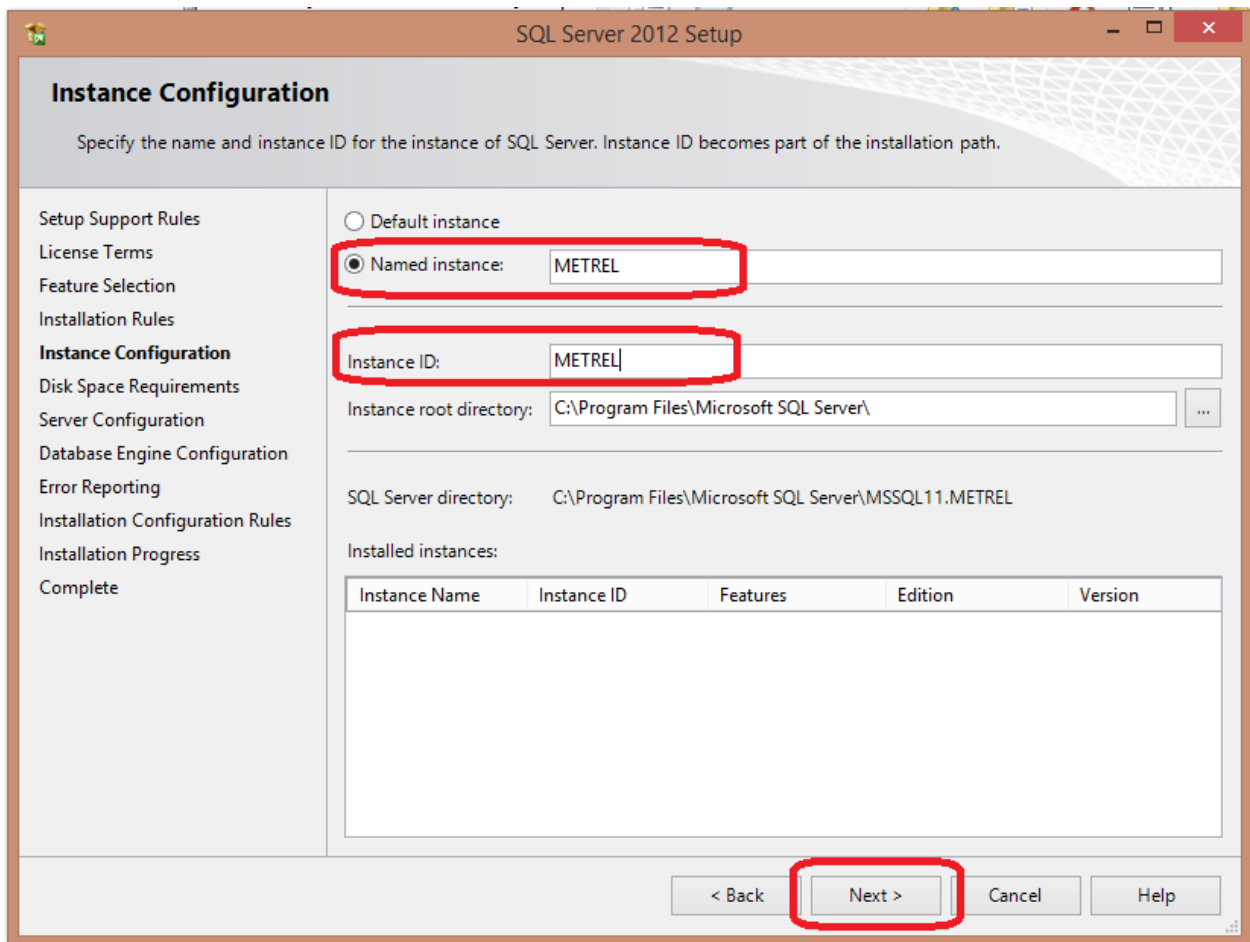 SQL Server 2012 Setup
Instance Configuration
Specify the name and instance ID for the instance of SQL Server. Instance ID becomes part of the installation path.
Setup Support Rules
License Terms
Feature Selection
Installation Rules
Instance Configuration
Disk Space Requirements
Server Configuration
Database Engine Configuration
Error Reporting
Installation Configuration Rules
Installation Progress
Complete
Default instance
Named instance: METREL
Instance ID: METREL
Instance root directory: C:\Program Files\Microsoft SQL Server\ ...
SQL Server directory: C:\Program Files\Microsoft SQL Server\MSSQL11.METREL
Installed instances:
Instance Name Instance ID Features Edition Version
< Back Next > Cancel Help